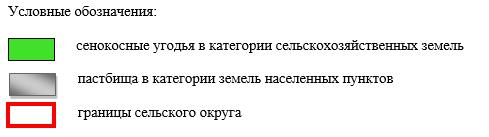 Условные обозначения:
сенокосные угодья в категории сельскохозяйственных земель
пастбища в категории земель населенных пунктов
границы сельского округа